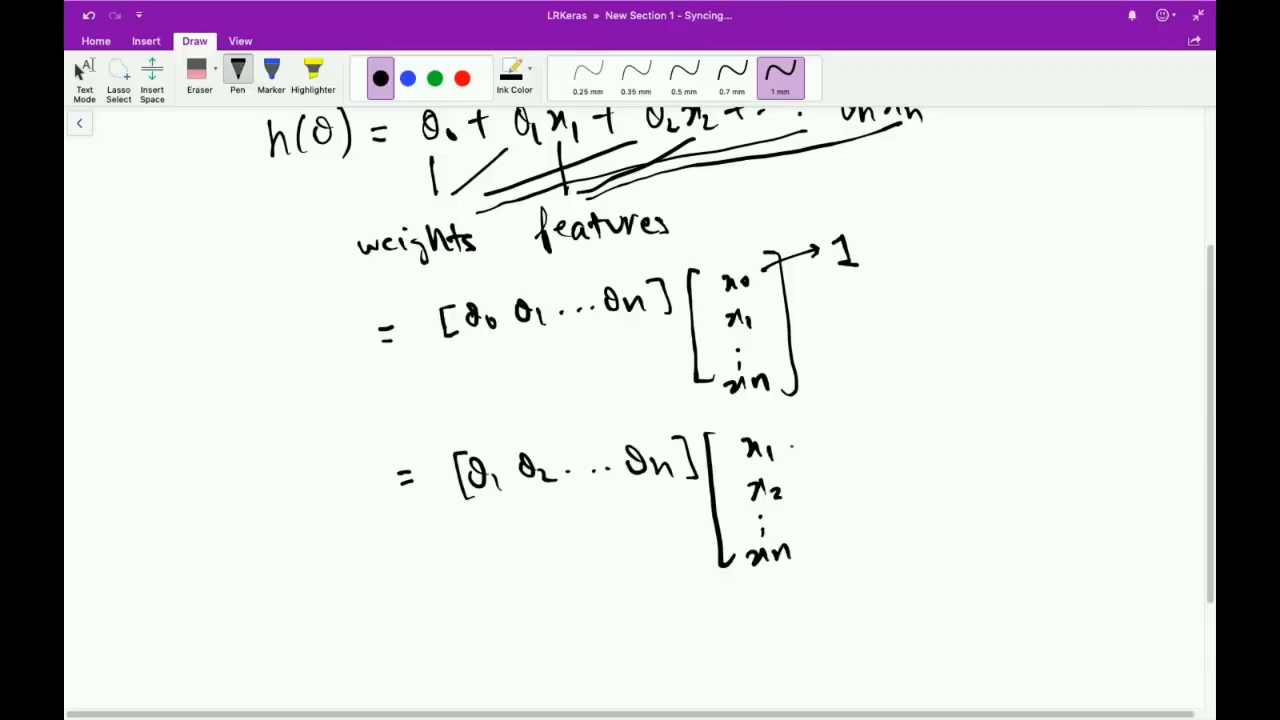 LRKeras » New Section 1 - Syncing...
Home Insert Draw View
Text Mode Lasso Select Insert Space Eraser Pen Marker Highlighter Ink Color 0.25 mm 0.35 mm 0.5 mm 0.7 mm 1 mm
h(θ) = θ0 + θ1x1 + θ2x2 + ... θnxn
weights features
= [θ0 θ1 ... θn] [x0 → 1
x1
:
xn]
= [θ1 θ2 ... θn] [x1
x2
:
xn